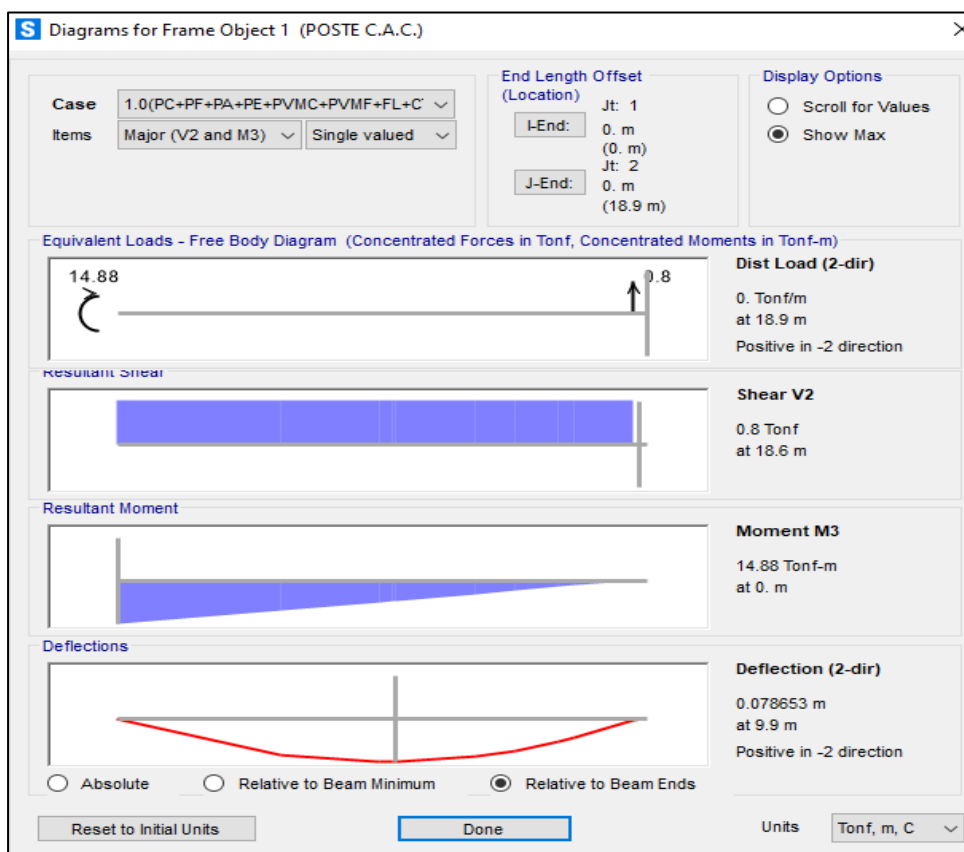 S Diagrams for Frame Object 1 (POSTE C.A.C.)
Case
1.0(PC+PF+PA+PE+PVMC+PVMF+FL+C
Items
Major (V2 and M3)
Single valued
End Length Offset
(Location)
Jt: 1
I-End:
0. m
(0. m)
Jt: 2
J-End:
0. m
(18.9 m)
Display Options
Scroll for Values
Show Max
Equivalent Loads - Free Body Diagram (Concentrated Forces in Tonf, Concentrated Moments in Tonf-m)
14.88
0.8
Dist Load (2-dir)
0. Tonf/m
at 18.9 m
Positive in -2 direction
Resultant Shear
Shear V2
0.8 Tonf
at 18.6 m
Resultant Moment
Moment M3
14.88 Tonf-m
at 0. m
Deflections
Deflection (2-dir)
0.078653 m
at 9.9 m
Positive in -2 direction
Absolute
Relative to Beam Minimum
Relative to Beam Ends
Reset to Initial Units
Done
Units
Tonf, m, C